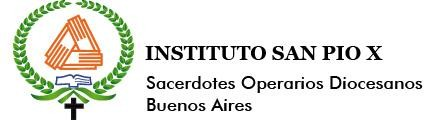 INSTITUTO SAN PIO X
Sacerdotes Operarios Diocesanos
Buenos Aires